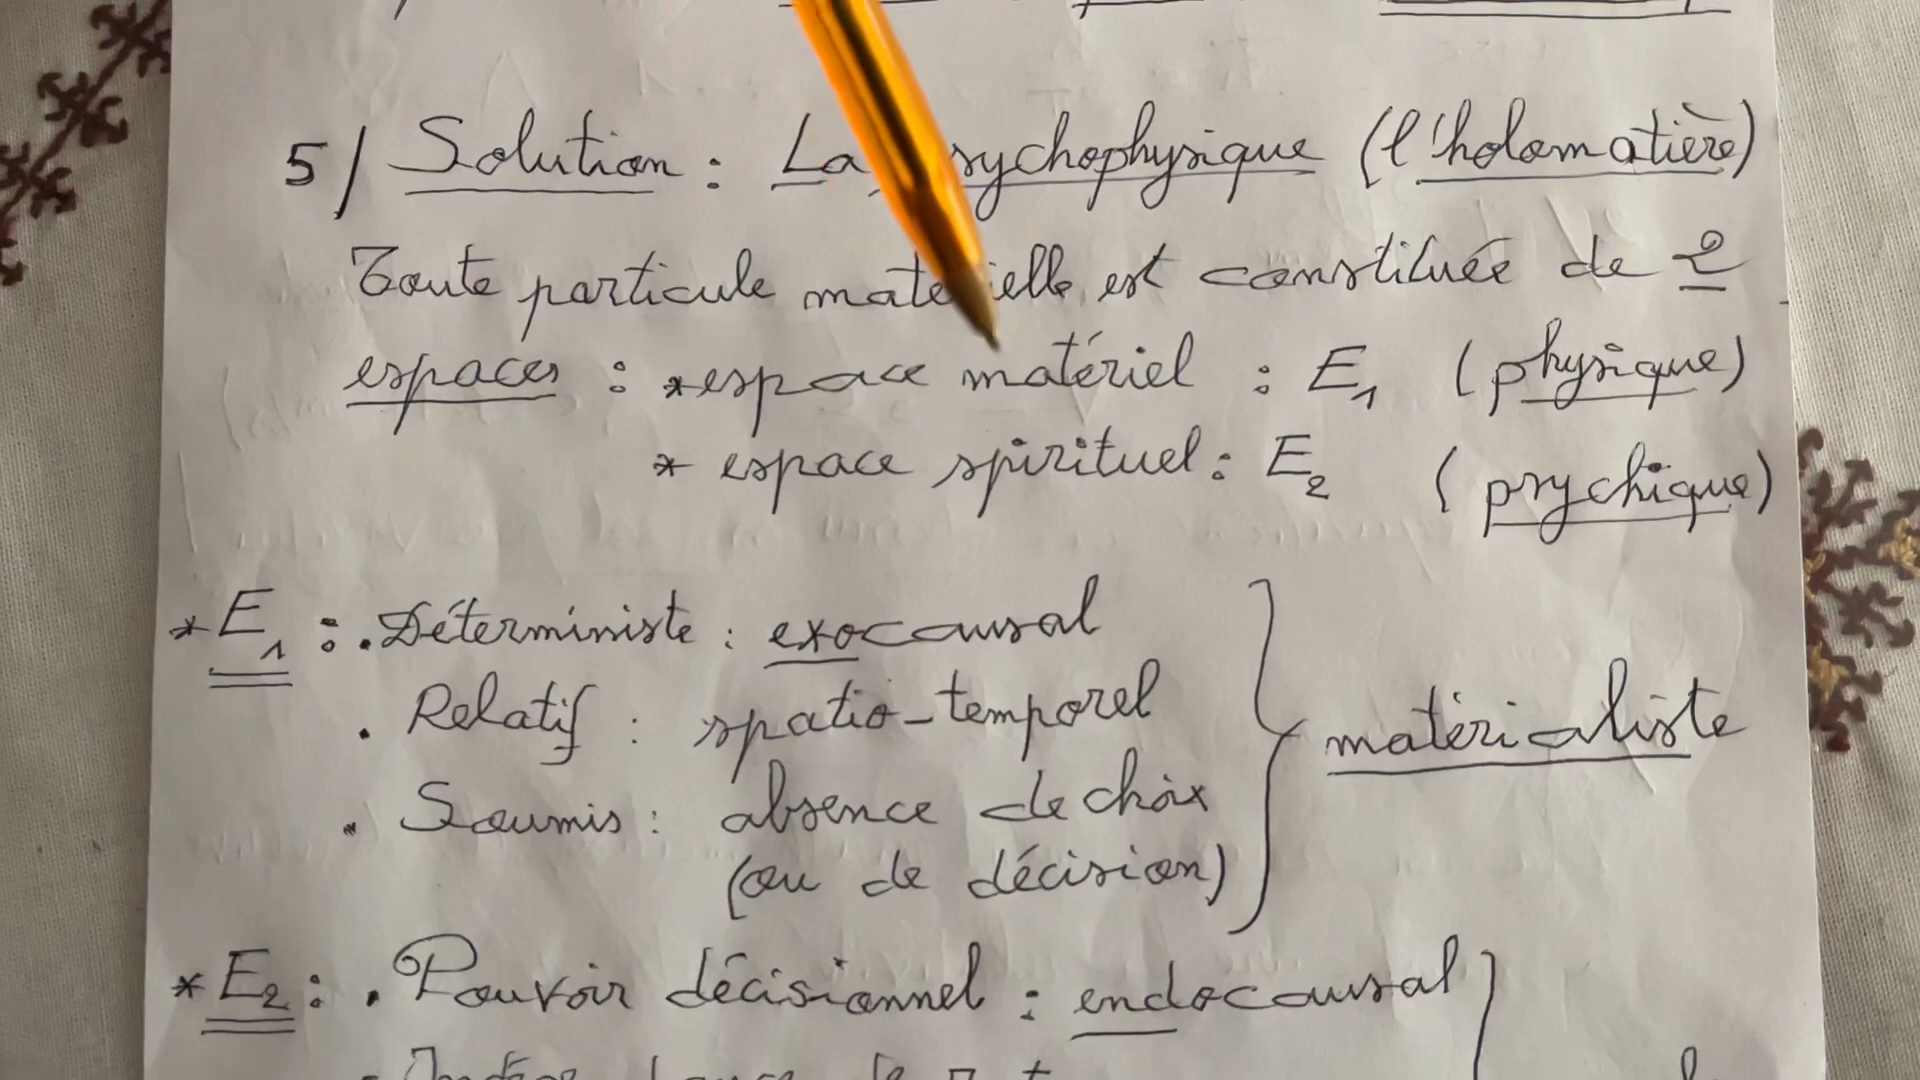 5/ Solution : La psychophysique (l'holomatière)
Toute particule matérielle est constituée de 2
espaces : * espace matériel : E1 (physique)
* espace spirituel : E2 (psychique)
* E1 : . Déterministe : exocausal
. Relatif : spatio-temporel
. Soumis : absence de choix
(ou de décision)
matérialiste
* E2 : . Pouvoir décisionnel : endocausal